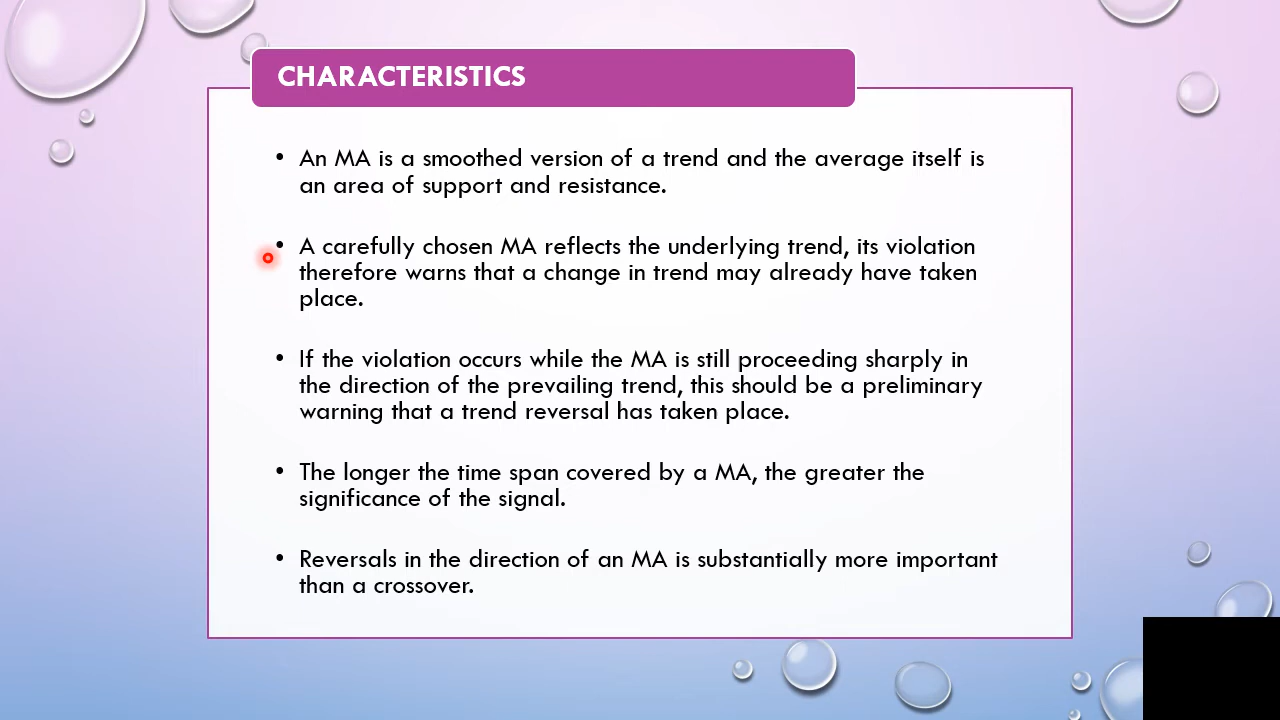 CHARACTERISTICS
• An MA is a smoothed version of a trend and the average itself is
an area of support and resistance.
• A carefully chosen MA reflects the underlying trend, its violation
therefore warns that a change in trend may already have taken
place.
• If the violation occurs while the MA is still proceeding sharply in
the direction of the prevailing trend, this should be a preliminary
warning that a trend reversal has taken place.
• The longer the time span covered by a MA, the greater the
significance of the signal.
• Reversals in the direction of an MA is substantially more important
than a crossover.